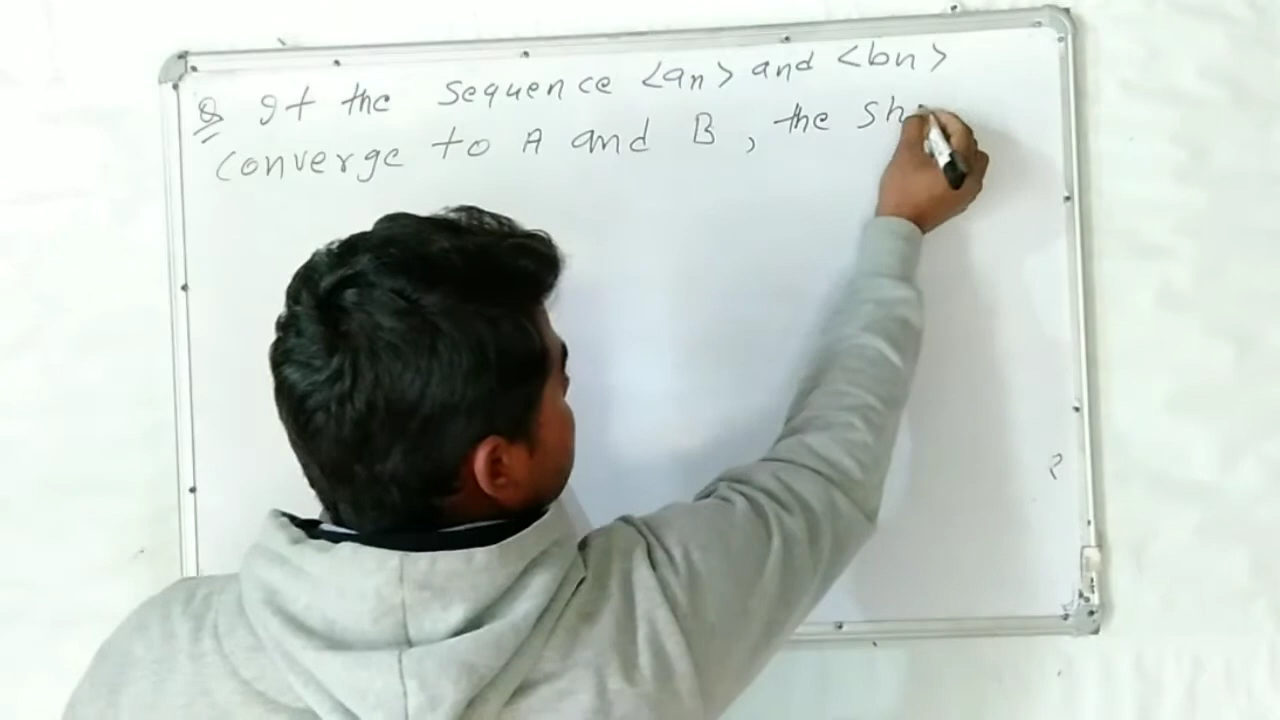 Q If the sequence <an> and <bn>
converge to A and B, the sh